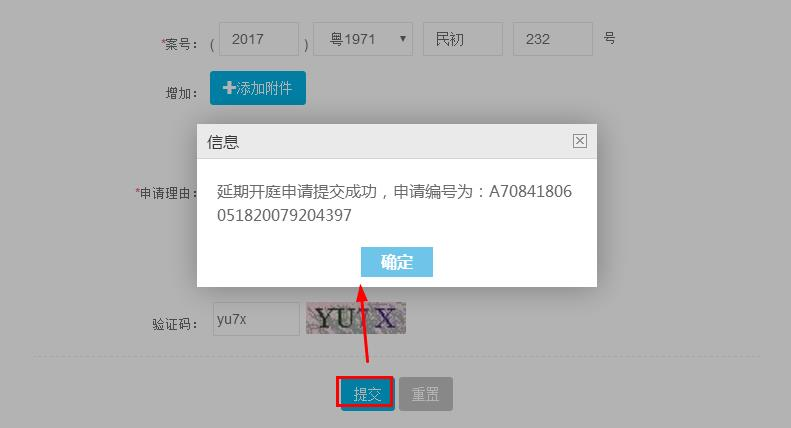 *案号： ( 2017 ) 粤1971 民初 232 号
增加： 添加附件
信息
*申请理由：
延期开庭申请提交成功，申请编号为：A70841806
051820079204397
确定
验证码： yu7x YU7X
提交 重置